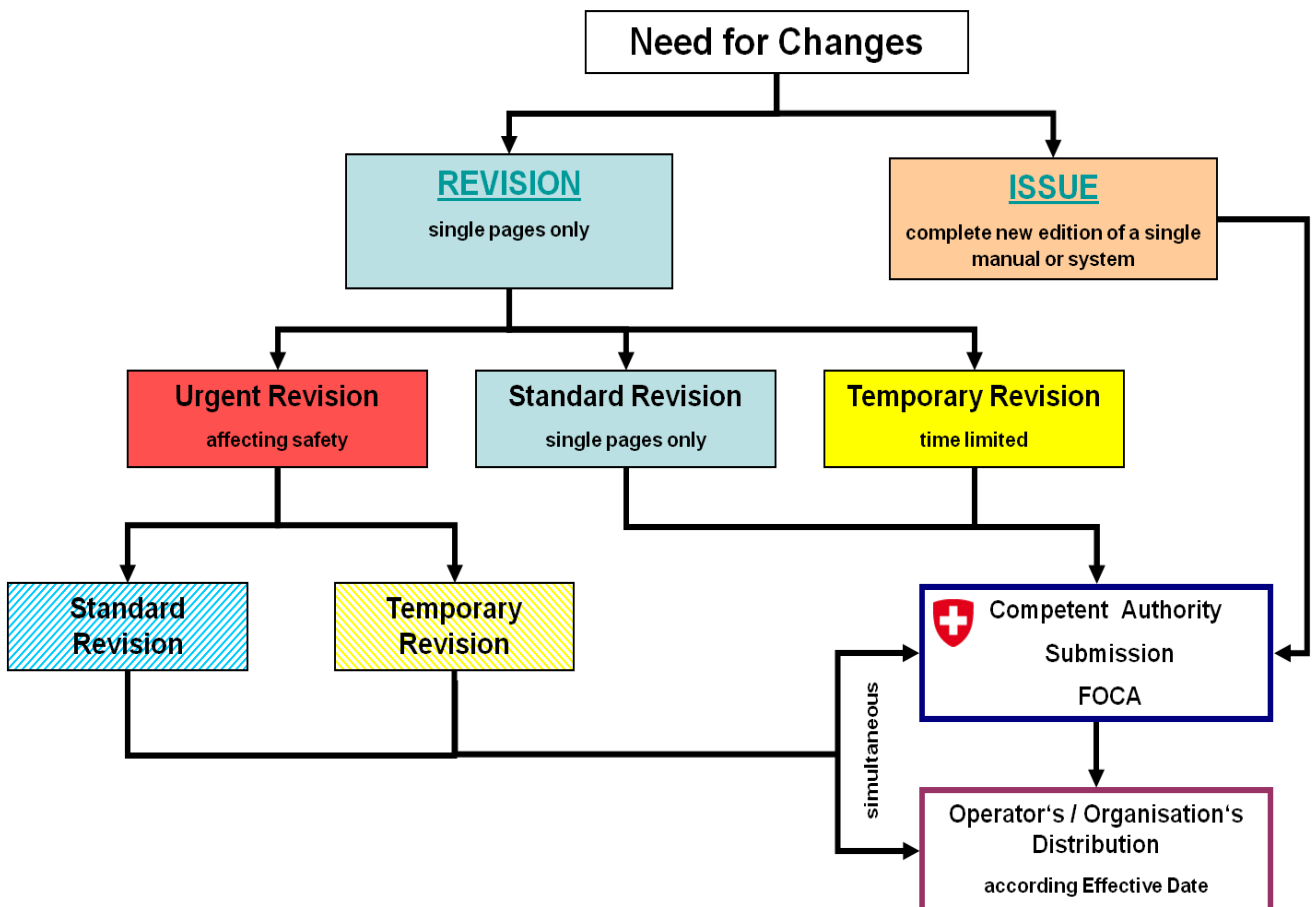 Need for Changes
REVISION
single pages only
ISSUE
complete new edition of a single
manual or system
Urgent Revision
affecting safety
Standard Revision
single pages only
Temporary Revision
time limited
Standard
Revision
Temporary
Revision
simultaneous
Competent Authority
Submission
FOCA
Operator‘s / Organisation‘s
Distribution
according Effective Date